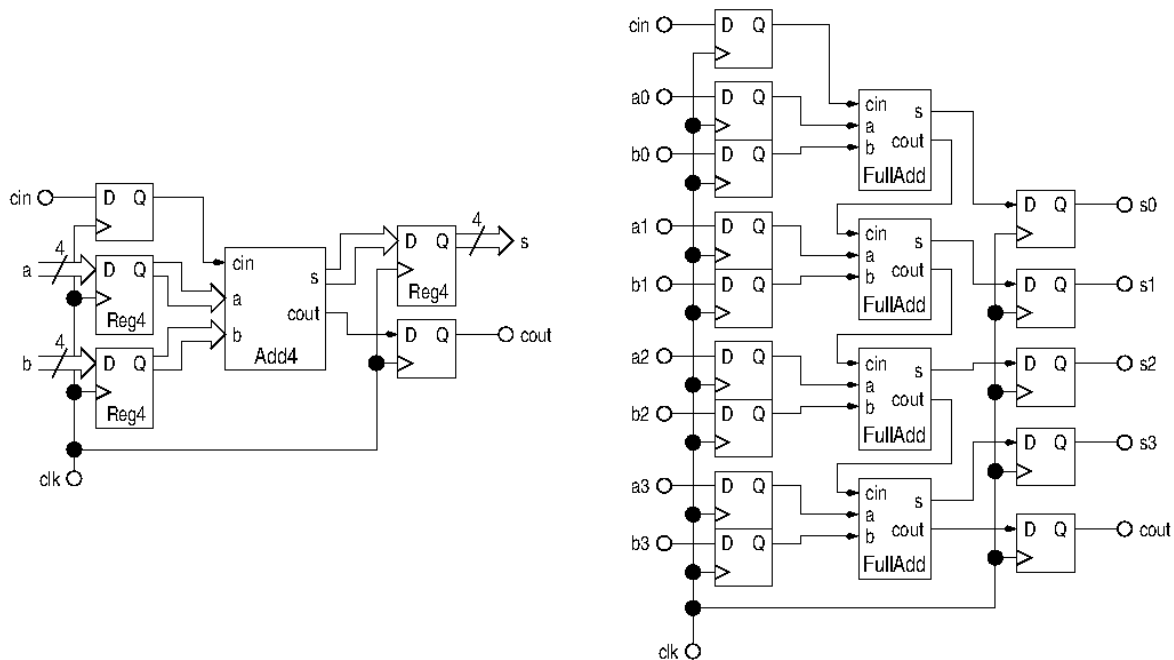 cin D Q
4
a D Q
Reg4
4
b D Q
Reg4
clk
cin
a
b
s
cout
Add4
D Q 4 s
Reg4
D Q cout
cin D Q
a0 D Q
b0 D Q
cin s
a
b cout
FullAdd
D Q s0
a1 D Q
b1 D Q
cin s
a
b cout
FullAdd
D Q s1
a2 D Q
b2 D Q
cin s
a
b cout
FullAdd
D Q s2
a3 D Q
b3 D Q
cin s
a
b cout
FullAdd
D Q s3
D Q cout
clk